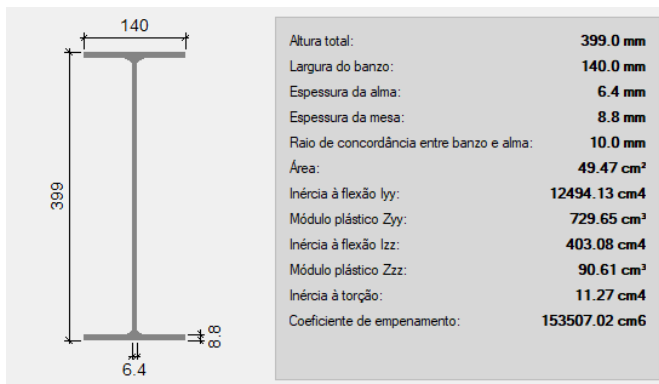 140
399
8.8
6.4
Altura total: 399.0 mm
Largura do banzo: 140.0 mm
Espessura da alma: 6.4 mm
Espessura da mesa: 8.8 mm
Raio de concordância entre banzo e alma: 10.0 mm
Área: 49.47 cm²
Inércia à flexão Iyy: 12494.13 cm4
Módulo plástico Zyy: 729.65 cm³
Inércia à flexão Izz: 403.08 cm4
Módulo plástico Zzz: 90.61 cm³
Inércia à torção: 11.27 cm4
Coeficiente de empenamento: 153507.02 cm6